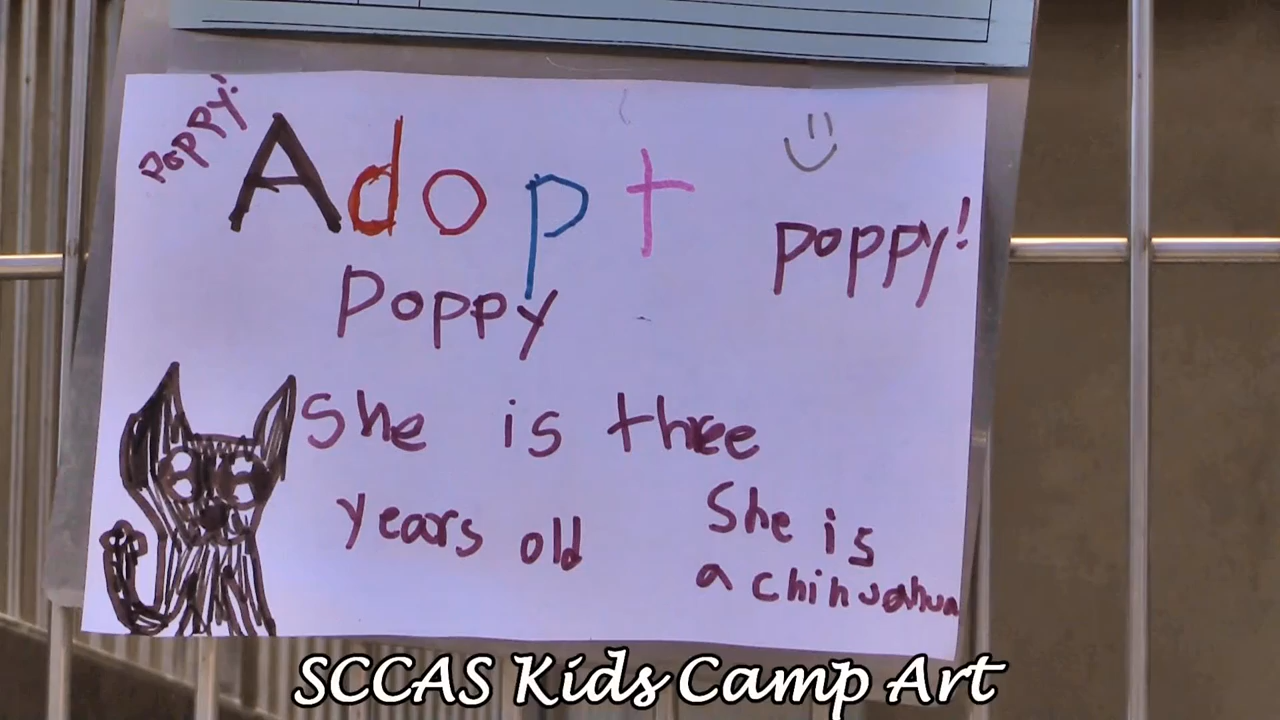 Poppy!
Adopt
Poppy
Poppy!
She is three
years old
She is
a chihuahua
SCCAS Kids Camp Art